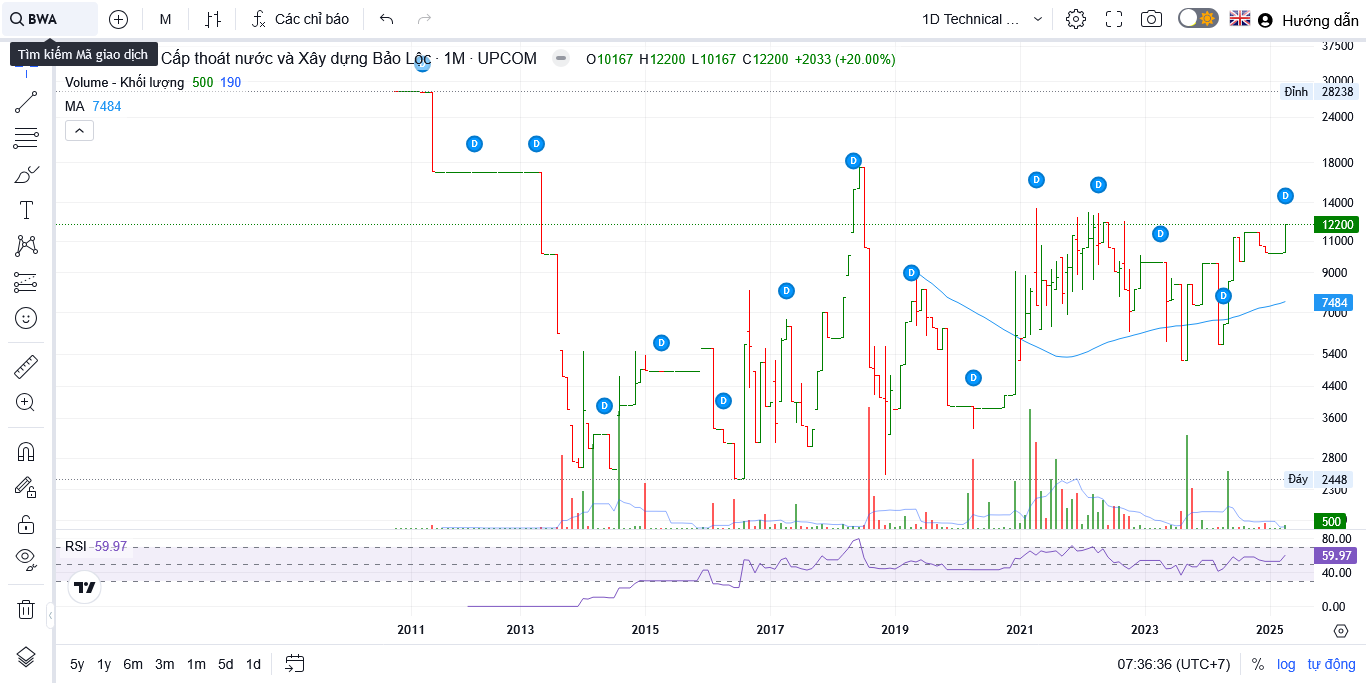 BWA
M
Các chỉ báo
1D Technical ...
Hướng dẫn
Tìm kiếm Mã giao dịch
Cấp thoát nước và Xây dựng Bảo Lộc · 1M · UPCOM
O10167 H12200 L10167 C12200 +2033 (+20.00%)
Volume - Khối lượng 500 190
MA 7484
37500
30000
Đỉnh 28238
24000
18000
14000
12200
11000
9000
7484
7000
5400
4400
3600
2800
Đáy 2448
2300
500
D D D D D D D D D D D D D D
RSI 59.97
80.00
59.97
40.00
0.00
2011 2013 2015 2017 2019 2021 2023 2025
5y 1y 6m 3m 1m 5d 1d
07:36:36 (UTC+7) % log tự động